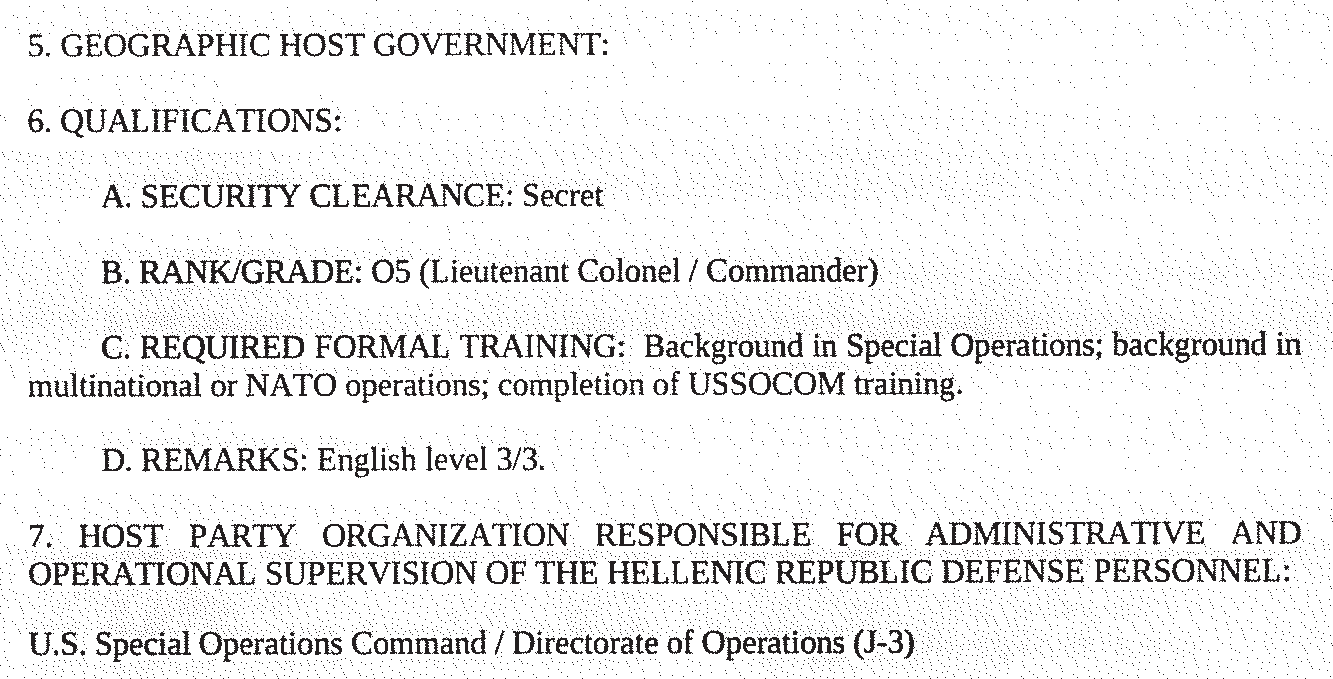 5. GEOGRAPHIC HOST GOVERNMENT:
6. QUALIFICATIONS:
A. SECURITY CLEARANCE: Secret
B. RANK/GRADE: O5 (Lieutenant Colonel / Commander)
C. REQUIRED FORMAL TRAINING:  Background in Special Operations; background in
multinational or NATO operations; completion of USSOCOM training.
D. REMARKS: English level 3/3.
7. HOST PARTY ORGANIZATION RESPONSIBLE FOR ADMINISTRATIVE AND
OPERATIONAL SUPERVISION OF THE HELLENIC REPUBLIC DEFENSE PERSONNEL:
U.S. Special Operations Command / Directorate of Operations (J-3)